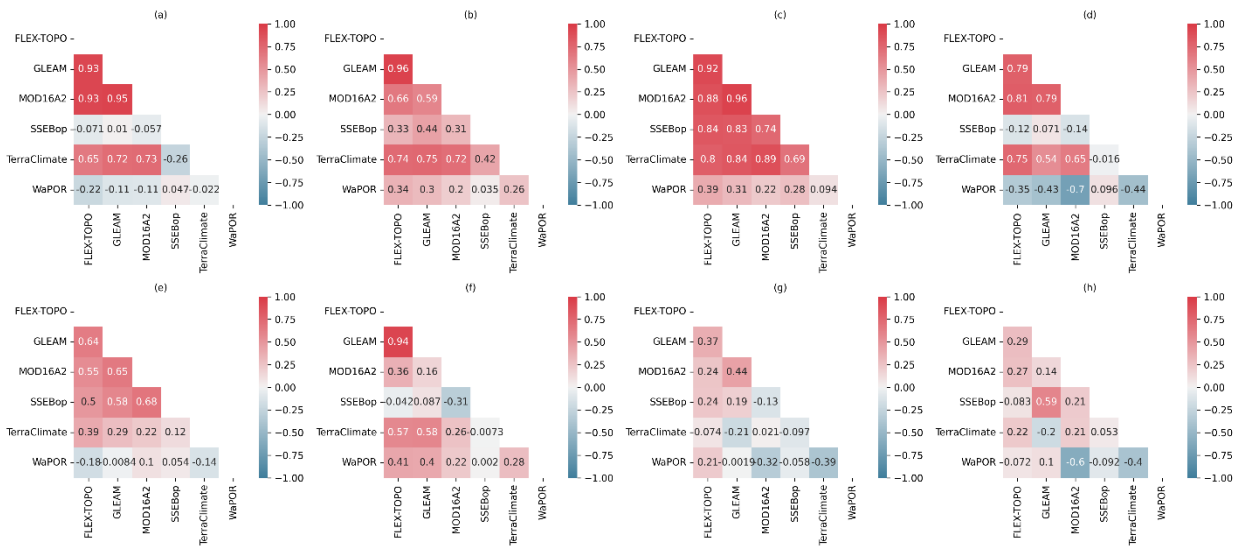 (a)
FLEX-TOPO
GLEAM 0.93
MOD16A2 0.93 0.95
SSEBop -0.071 0.01 -0.057
TerraClimate 0.65 0.72 0.73 -0.26
WaPOR -0.22 -0.11 -0.11 0.047 -0.022
FLEX-TOPO GLEAM MOD16A2 SSEBop TerraClimate WaPOR
1.00
0.75
0.50
0.25
0.00
−0.25
−0.50
−0.75
−1.00
(b)
FLEX-TOPO
GLEAM 0.96
MOD16A2 0.66 0.59
SSEBop 0.33 0.44 0.31
TerraClimate 0.74 0.75 0.72 0.42
WaPOR 0.34 0.3 0.2 0.035 0.26
FLEX-TOPO GLEAM MOD16A2 SSEBop TerraClimate WaPOR
1.00
0.75
0.50
0.25
0.00
−0.25
−0.50
−0.75
−1.00
(c)
FLEX-TOPO
GLEAM 0.92
MOD16A2 0.88 0.96
SSEBop 0.84 0.83 0.74
TerraClimate 0.8 0.84 0.89 0.69
WaPOR 0.39 0.31 0.22 0.28 0.094
FLEX-TOPO GLEAM MOD16A2 SSEBop TerraClimate WaPOR
1.00
0.75
0.50
0.25
0.00
−0.25
−0.50
−0.75
−1.00
(d)
FLEX-TOPO
GLEAM 0.79
MOD16A2 0.81 0.79
SSEBop -0.12 0.071 -0.14
TerraClimate 0.75 0.54 0.65 -0.016
WaPOR -0.35 -0.43 -0.7 0.096 -0.44
FLEX-TOPO GLEAM MOD16A2 SSEBop TerraClimate WaPOR
1.00
0.75
0.50
0.25
0.00
−0.25
−0.50
−0.75
−1.00
(e)
FLEX-TOPO
GLEAM 0.64
MOD16A2 0.55 0.65
SSEBop 0.5 0.58 0.68
TerraClimate 0.39 0.29 0.22 0.12
WaPOR -0.18 -0.0084 0.1 0.054 -0.14
FLEX-TOPO GLEAM MOD16A2 SSEBop TerraClimate WaPOR
1.00
0.75
0.50
0.25
0.00
−0.25
−0.50
−0.75
−1.00
(f)
FLEX-TOPO
GLEAM 0.94
MOD16A2 0.36 0.16
SSEBop -0.042 0.087 -0.31
TerraClimate 0.57 0.58 0.26 -0.0073
WaPOR 0.41 0.4 0.22 0.002 0.28
FLEX-TOPO GLEAM MOD16A2 SSEBop TerraClimate WaPOR
1.00
0.75
0.50
0.25
0.00
−0.25
−0.50
−0.75
−1.00
(g)
FLEX-TOPO
GLEAM 0.37
MOD16A2 0.24 0.44
SSEBop 0.24 0.19 -0.13
TerraClimate -0.074 -0.21 0.021 -0.097
WaPOR 0.21 -0.0019 -0.32 -0.058 -0.39
FLEX-TOPO GLEAM MOD16A2 SSEBop TerraClimate WaPOR
1.00
0.75
0.50
0.25
0.00
−0.25
−0.50
−0.75
−1.00
(h)
FLEX-TOPO
GLEAM 0.29
MOD16A2 0.27 0.14
SSEBop -0.083 0.59 0.21
TerraClimate 0.22 -0.2 0.21 0.053
WaPOR -0.072 0.1 -0.6 -0.092 -0.4
FLEX-TOPO GLEAM MOD16A2 SSEBop TerraClimate WaPOR
1.00
0.75
0.50
0.25
0.00
−0.25
−0.50
−0.75
−1.00